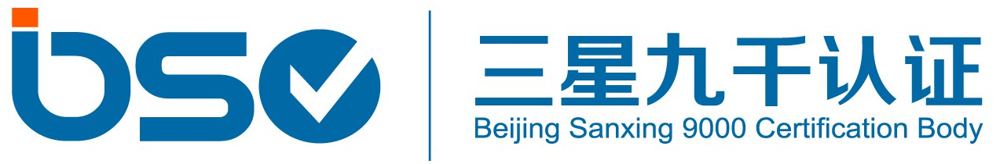 bsc
三星九千认证
Beijing Sanxing 9000 Certification Body